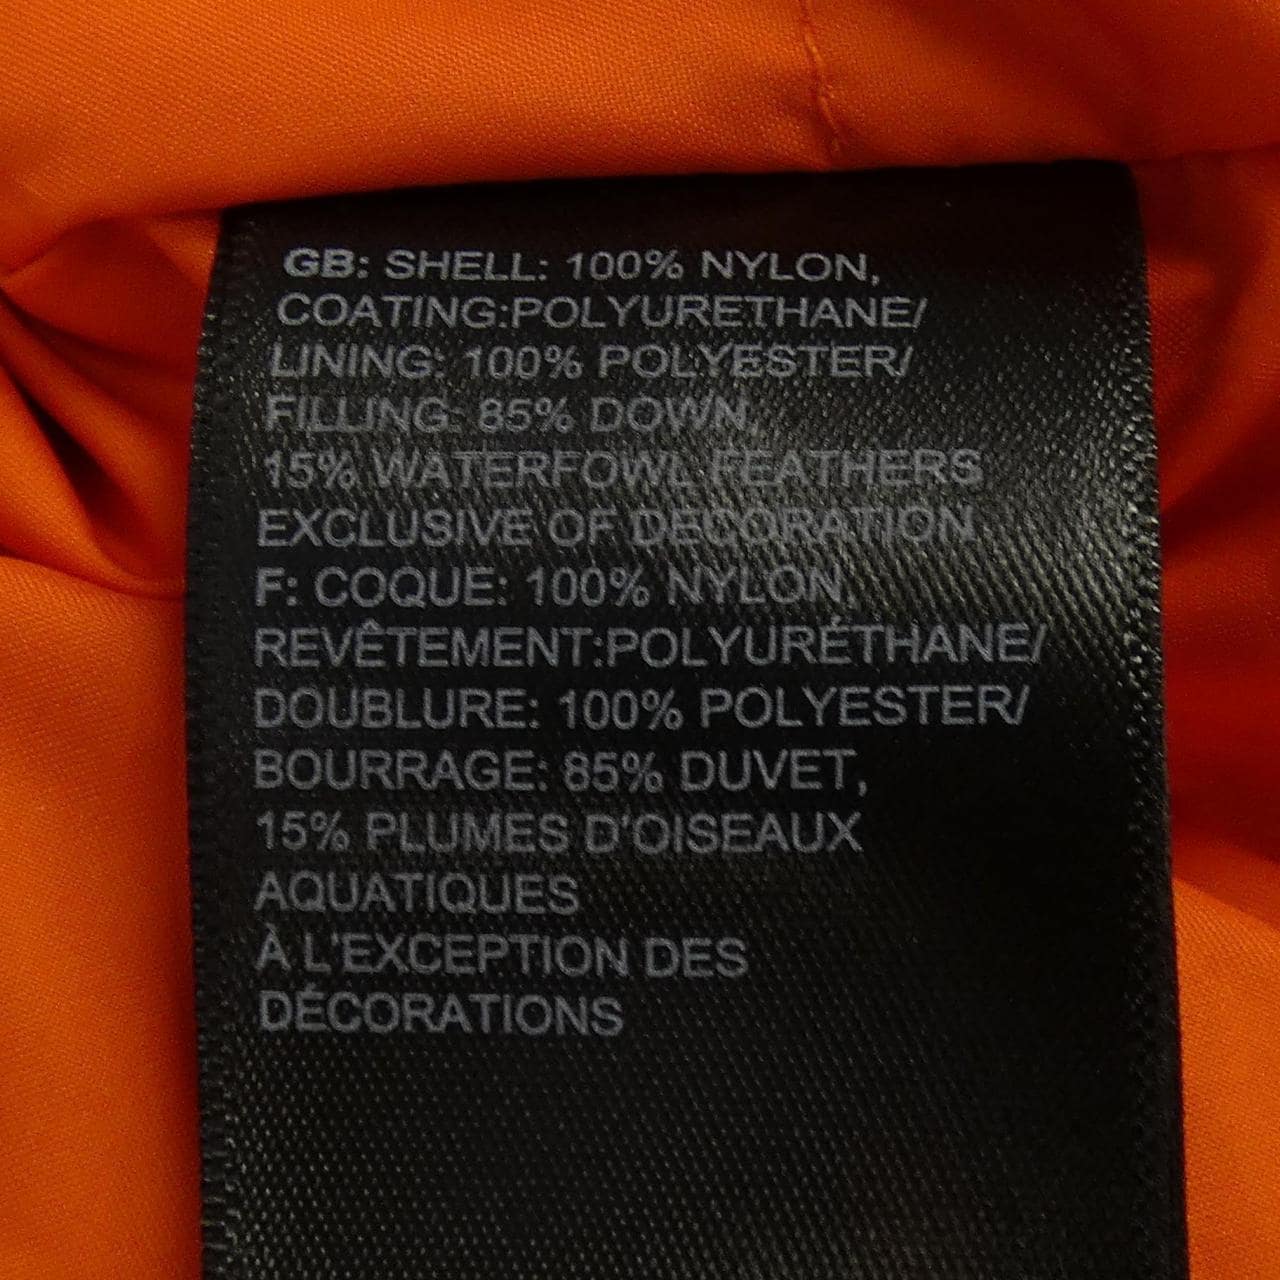 GB: SHELL: 100% NYLON,
COATING:POLYURETHANE/
LINING: 100% POLYESTER/
FILLING: 85% DOWN,
15% WATERFOWL FEATHERS
EXCLUSIVE OF DECORATION
F: COQUE: 100% NYLON,
REVÊTEMENT:POLYURÉTHANE/
DOUBLURE: 100% POLYESTER/
BOURRAGE: 85% DUVET,
15% PLUMES D'OISEAUX
AQUATIQUES
À L'EXCEPTION DES
DÉCORATIONS